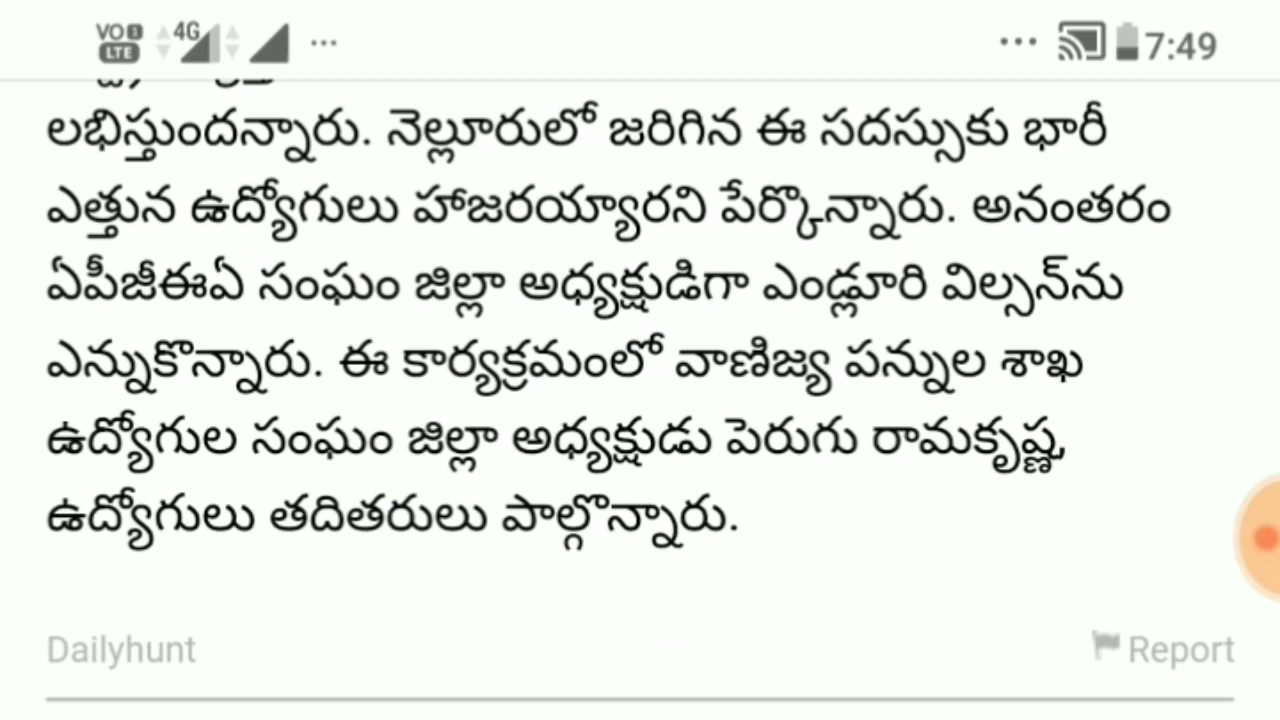 VO LTE 4G ... ... 7:49
లభిస్తుందన్నారు. నెల్లూరులో జరిగిన ఈ సదస్సుకు భారీ
ఎత్తున ఉద్యోగులు హాజరయ్యారని పేర్కొన్నారు. అనంతరం
ఏపీజీఈఏ సంఘం జిల్లా అధ్యక్షుడిగా ఎండ్లూరి విల్సన్‌ను
ఎన్నుకొన్నారు. ఈ కార్యక్రమంలో వాణిజ్య పన్నుల శాఖ
ఉద్యోగుల సంఘం జిల్లా అధ్యక్షుడు పెరుగు రామకృష్ణ,
ఉద్యోగులు తదితరులు పాల్గొన్నారు.
Dailyhunt Report